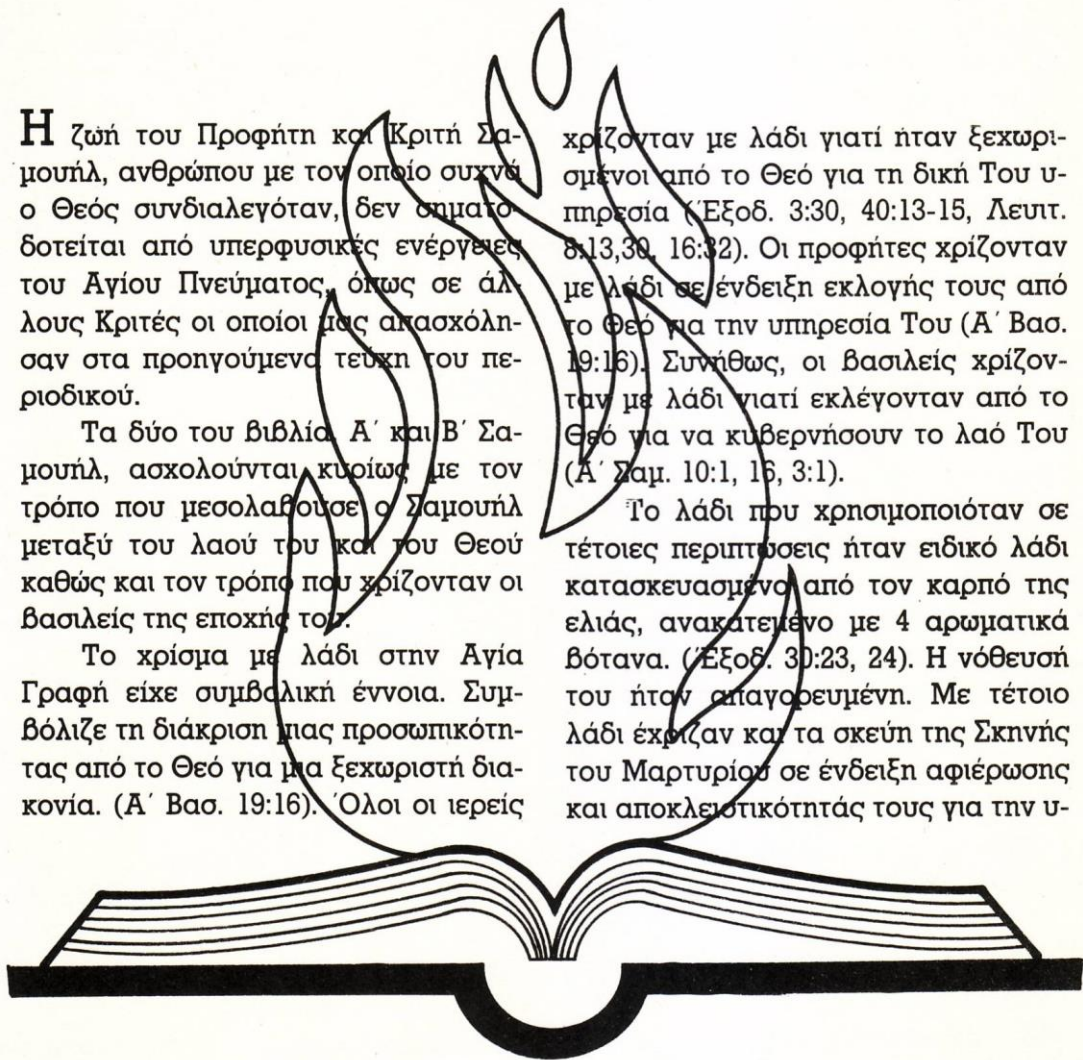 Η ζωή του Προφήτη και Κριτή Σα-
μουήλ, ανθρώπου με τον οποίο συχνά
ο Θεός συνδιαλεγόταν, δεν σηματο-
δοτείται από υπερφυσικές ενέργειες
του Αγίου Πνεύματος, όπως σε άλ-
λους Κριτές οι οποίοι μας απασχόλη-
σαν στα προηγούμενα τεύχη του πε-
ριοδικού.
Τα δύο του βιβλία, Α΄ και Β΄ Σα-
μουήλ, ασχολούνται κυρίως με τον
τρόπο που μεσολαβούσε ο Σαμουήλ
μεταξύ του λαού του και του Θεού
καθώς και τον τρόπο που χρίζονταν οι
βασιλείς της εποχής του.
Το χρίσμα με λάδι στην Αγία
Γραφή είχε συμβολική έννοια. Συμ-
βόλιζε τη διάκριση μιας προσωπικότη-
τας από το Θεό για μια ξεχωριστή δια-
κονία. (Α΄ Βασ. 19:16). Όλοι οι ιερείς
χρίζονταν με λάδι γιατί ήταν ξεχωρι-
σμένοι από το Θεό για τη δική Του υ-
πηρεσία (Έξοδ. 3:30, 40:13-15, Λευιτ.
8:13,30, 16:32). Οι προφήτες χρίζονταν
με λάδι σε ένδειξη εκλογής τους από
το Θεό για την υπηρεσία Του (Α΄ Βασ.
19:16). Συνήθως, οι βασιλείς χρίζον-
ταν με λάδι γιατί εκλέγονταν από το
Θεό για να κυβερνήσουν το λαό Του
(Α΄ Σαμ. 10:1, 16, 3:1).
Το λάδι που χρησιμοποιόταν σε
τέτοιες περιπτώσεις ήταν ειδικό λάδι
κατασκευασμένο από τον καρπό της
ελιάς, ανακατεμένο με 4 αρωματικά
βότανα. (Έξοδ. 30:23, 24). Η νόθευσή
του ήταν απαγορευμένη. Με τέτοιο
λάδι έχριζαν και τα σκεύη της Σκηνής
του Μαρτυρίου σε ένδειξη αφιέρωσης
και αποκλειστικότητάς τους για την υ-